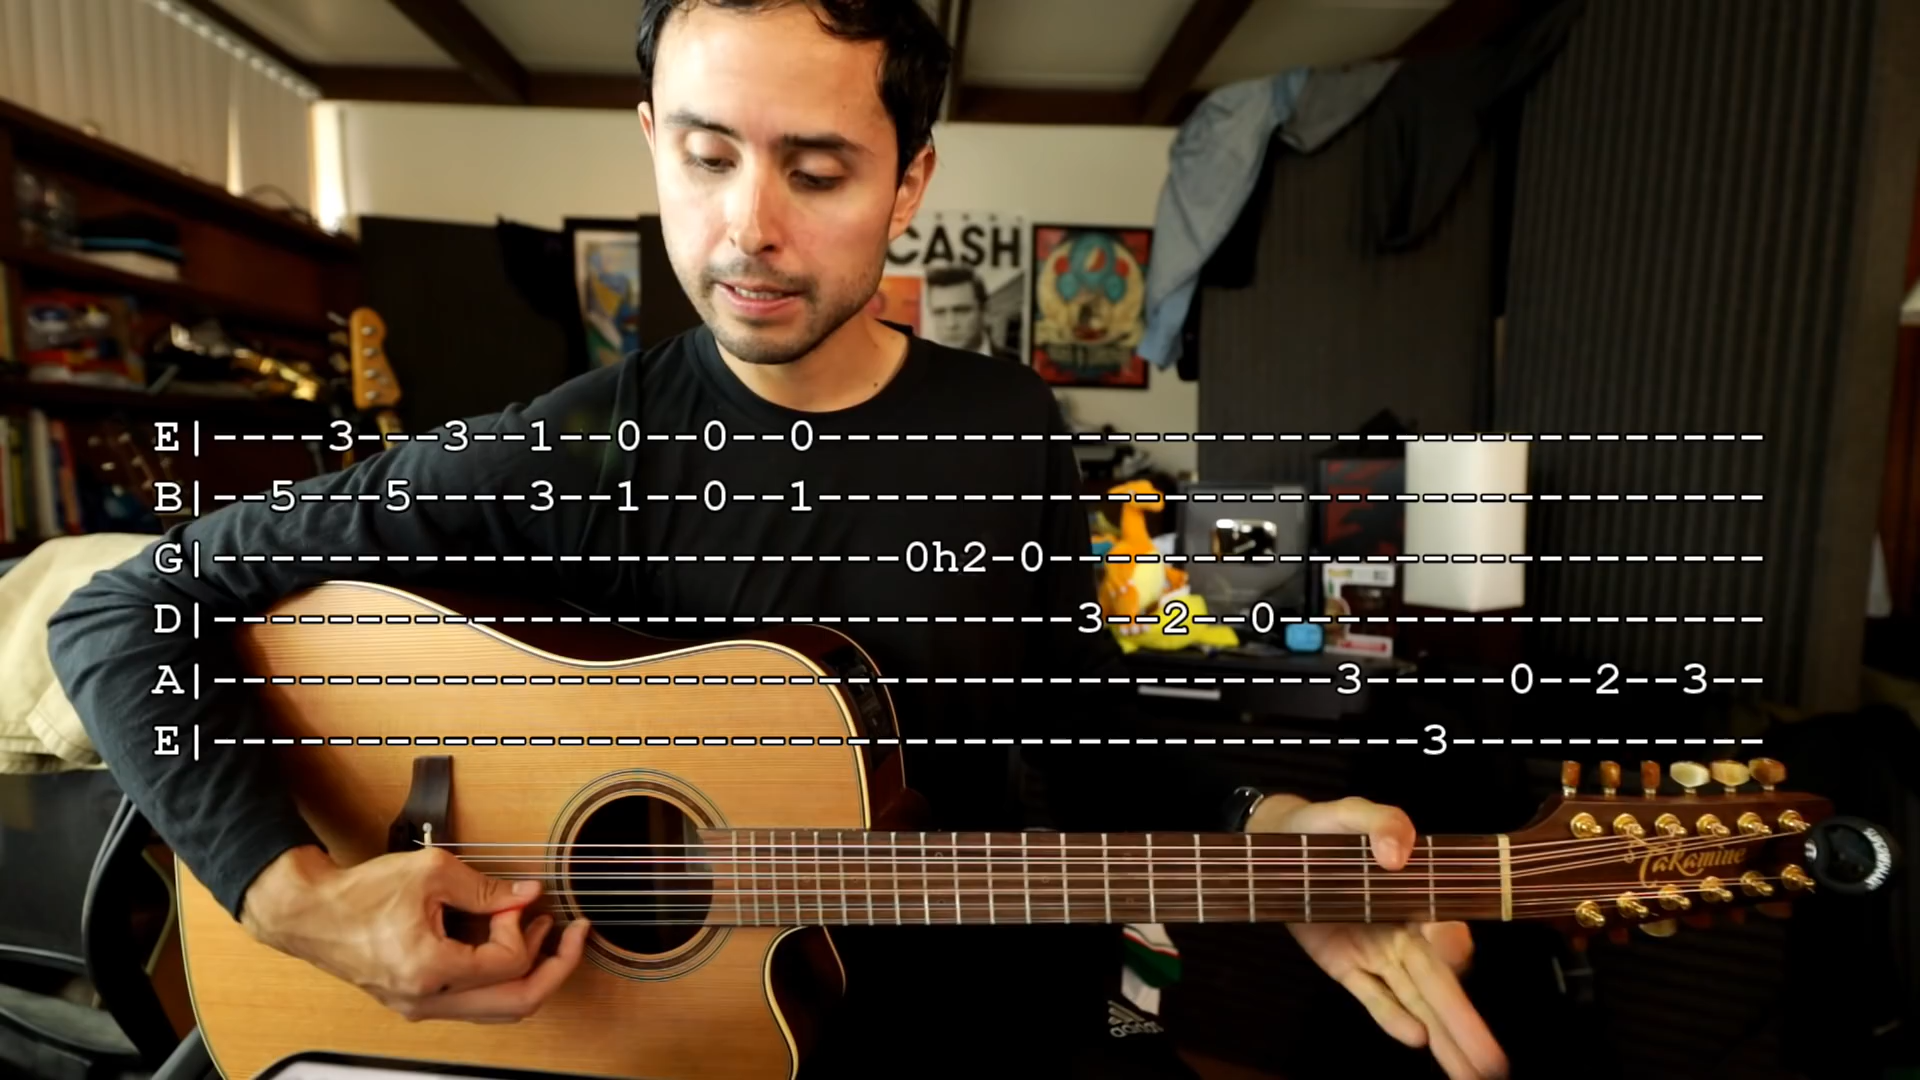 CASH
E|----3---3--1--0--0--0---------------------------------
B|--5---5----3--1--0--1---------------------------------
G|------------------------0h2-0-------------------------
D|------------------------------3--2--0-----------------
A|---------------------------------------3-----0--2--3--
E|------------------------------------------3-----------
Takamine
adidas